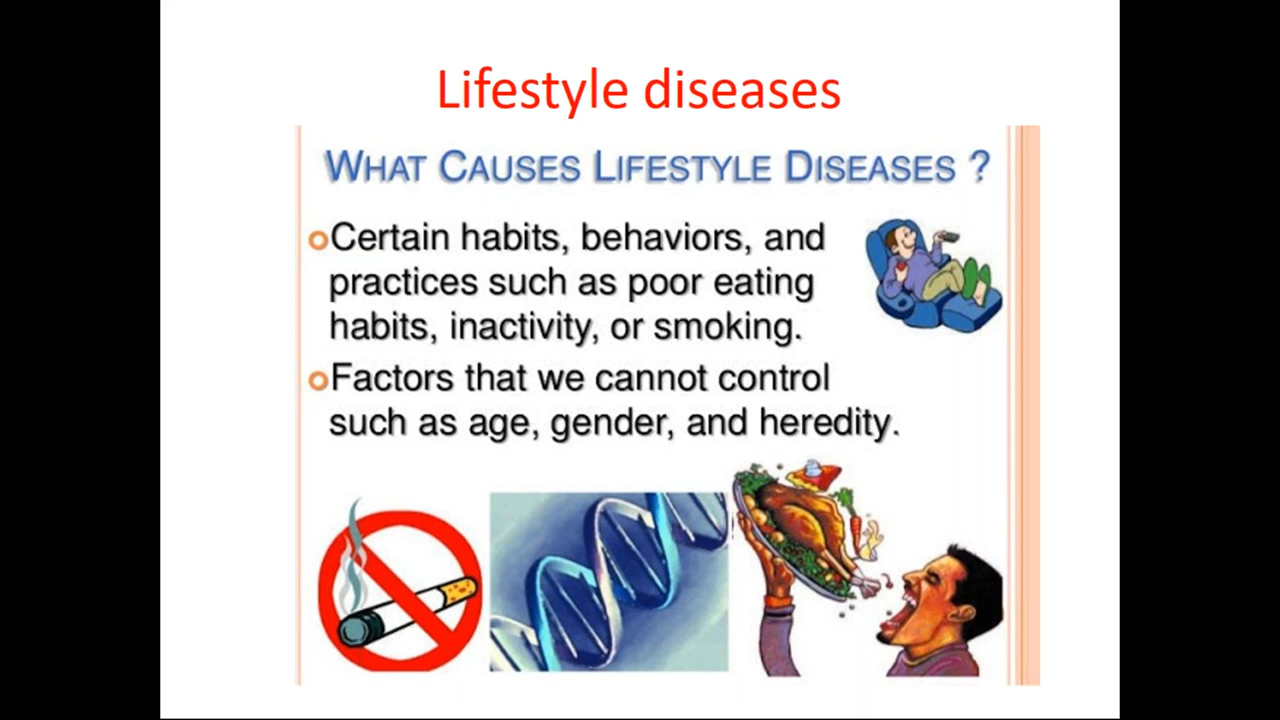 Lifestyle diseases
WHAT CAUSES LIFESTYLE DISEASES ?
Certain habits, behaviors, and
practices such as poor eating
habits, inactivity, or smoking.
Factors that we cannot control
such as age, gender, and heredity.